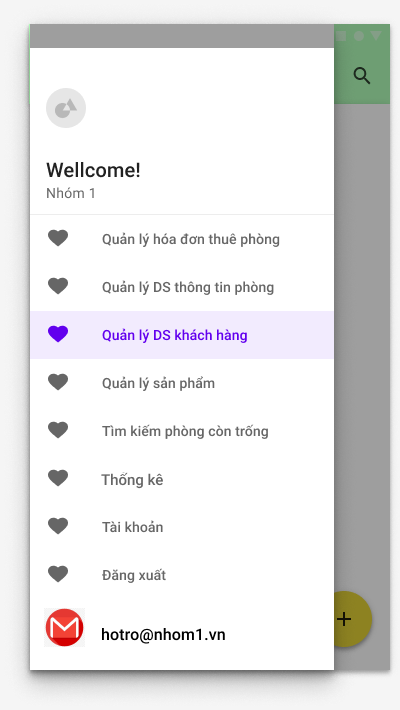 Wellcome!
Nhóm 1
Quản lý hóa đơn thuê phòng
Quản lý DS thông tin phòng
Quản lý DS khách hàng
Quản lý sản phẩm
Tìm kiếm phòng còn trống
Thống kê
Tài khoản
Đăng xuất
hotro@nhom1.vn